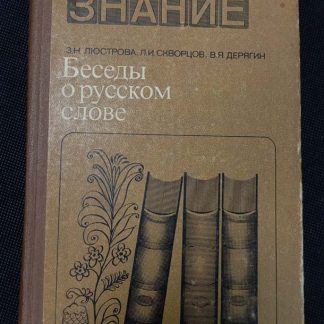 ЗНАНИЕ
З.Н. ЛЮСТРОВА, Л.И. СКВОРЦОВ, В.Я. ДЕРЯГИН
Беседы
о русском
слове